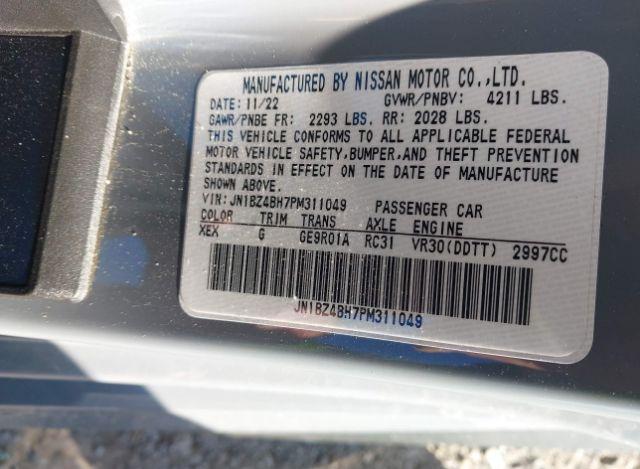 MANUFACTURED BY NISSAN MOTOR CO.,LTD.
DATE: 11/22 GVWR/PNBV: 4211 LBS.
GAWR/PNBE FR: 2293 LBS. RR: 2028 LBS.
THIS VEHICLE CONFORMS TO ALL APPLICABLE FEDERAL
MOTOR VEHICLE SAFETY,BUMPER,AND THEFT PREVENTION
STANDARDS IN EFFECT ON THE DATE OF MANUFACTURE
SHOWN ABOVE.
VIN:JN1BZ4BH7PM311049 PASSENGER CAR
COLOR TRIM TRANS AXLE ENGINE
XEX G GE9R01A RC31 VR30(DDTT) 2997CC
JN1BZ4BH7PM311049